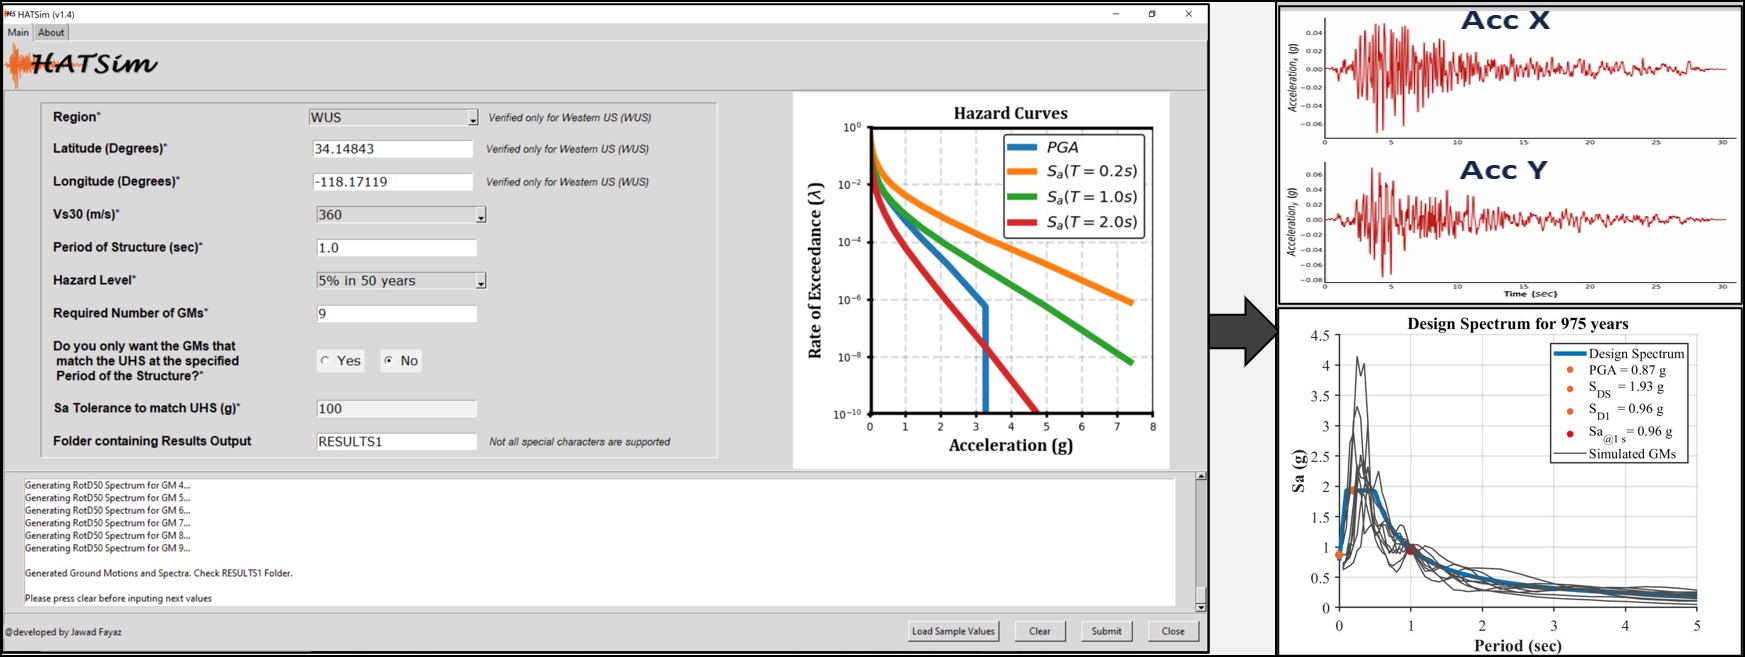 HS HATSim (v1.4)
Main About
HATSim
Region* WUS Verified only for Western US (WUS)
Latitude (Degrees)* 34.14843 Verified only for Western US (WUS)
Longitude (Degrees)* -118.17119 Verified only for Western US (WUS)
Vs30 (m/s)* 360
Period of Structure (sec)* 1.0
Hazard Level* 5% in 50 years
Required Number of GMs* 9
Do you only want the GMs that
match the UHS at the specified Yes No
Period of the Structure?*
Sa Tolerance to match UHS (g)* 100
Folder containing Results Output RESULTS1 Not all special characters are supported
Hazard Curves
PGA
Sa(T = 0.2s)
Sa(T = 1.0s)
Sa(T = 2.0s)
Rate of Exceedance (λ)
10⁰
10⁻²
10⁻⁴
10⁻⁶
10⁻⁸
10⁻¹⁰
0 1 2 3 4 5 6 7 8
Acceleration (g)
Generating RotD50 Spectrum for GM 4...
Generating RotD50 Spectrum for GM 5...
Generating RotD50 Spectrum for GM 6...
Generating RotD50 Spectrum for GM 7...
Generating RotD50 Spectrum for GM 8...
Generating RotD50 Spectrum for GM 9...
Generated Ground Motions and Spectra. Check RESULTS1 Folder.
Please press clear before inputing next values
@developed by Jawad Fayaz Load Sample Values Clear Submit Close
Acc X
Accelerationₓ (g)
0.04
0.02
0.00
−0.02
−0.04
−0.06
0 5 10 15 20 25 30
Acc Y
Accelerationᵧ (g)
0.06
0.04
0.02
0.00
−0.02
−0.04
−0.06
−0.08
0 5 10 15 20 25 30
Time (sec)
Design Spectrum for 975 years
Design Spectrum
PGA = 0.87 g
S_DS = 1.93 g
S_D1 = 0.96 g
Sa_@1 s = 0.96 g
Simulated GMs
Sa (g)
4.5
4
3.5
3
2.5
2
1.5
1
0.5
0
0 1 2 3 4 5
Period (sec)